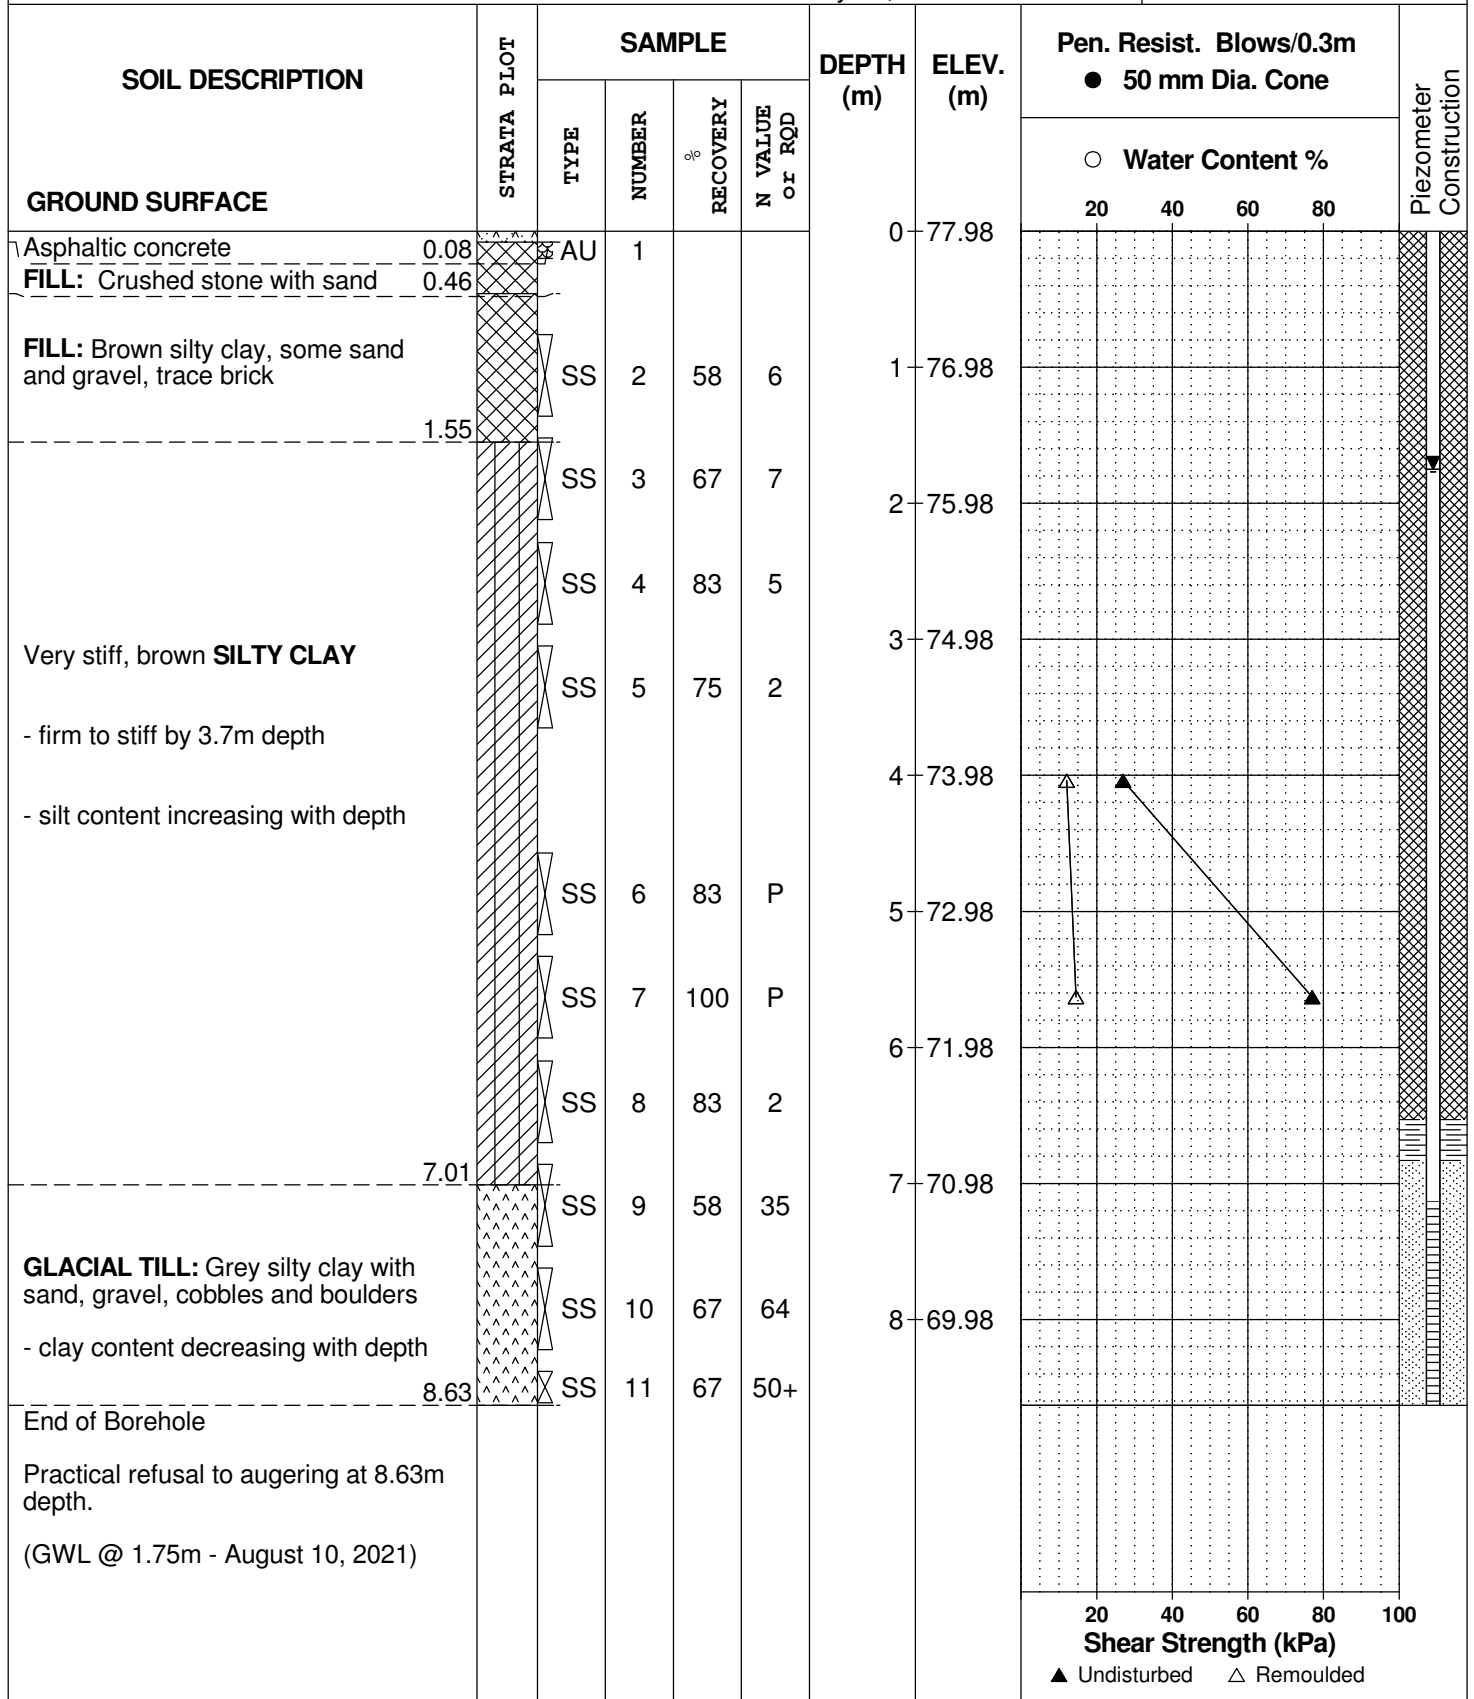 SOIL DESCRIPTION
GROUND SURFACE
STRATA PLOT
SAMPLE
TYPE
NUMBER
% RECOVERY
N VALUE or RQD
DEPTH (m)
ELEV. (m)
Pen. Resist. Blows/0.3m
● 50 mm Dia. Cone
○ Water Content %
20 40 60 80
Piezometer Construction
0 77.98
Asphaltic concrete 0.08
AU 1
FILL: Crushed stone with sand 0.46
FILL: Brown silty clay, some sand
and gravel, trace brick
1.55
SS 2 58 6
1 76.98
SS 3 67 7
2 75.98
SS 4 83 5
3 74.98
Very stiff, brown SILTY CLAY
SS 5 75 2
- firm to stiff by 3.7m depth
4 73.98
- silt content increasing with depth
SS 6 83 P
5 72.98
SS 7 100 P
6 71.98
SS 8 83 2
7.01
7 70.98
SS 9 58 35
GLACIAL TILL: Grey silty clay with
sand, gravel, cobbles and boulders
SS 10 67 64
8 69.98
- clay content decreasing with depth
8.63
SS 11 67 50+
End of Borehole
Practical refusal to augering at 8.63m
depth.
(GWL @ 1.75m - August 10, 2021)
20 40 60 80 100
Shear Strength (kPa)
▲ Undisturbed △ Remoulded